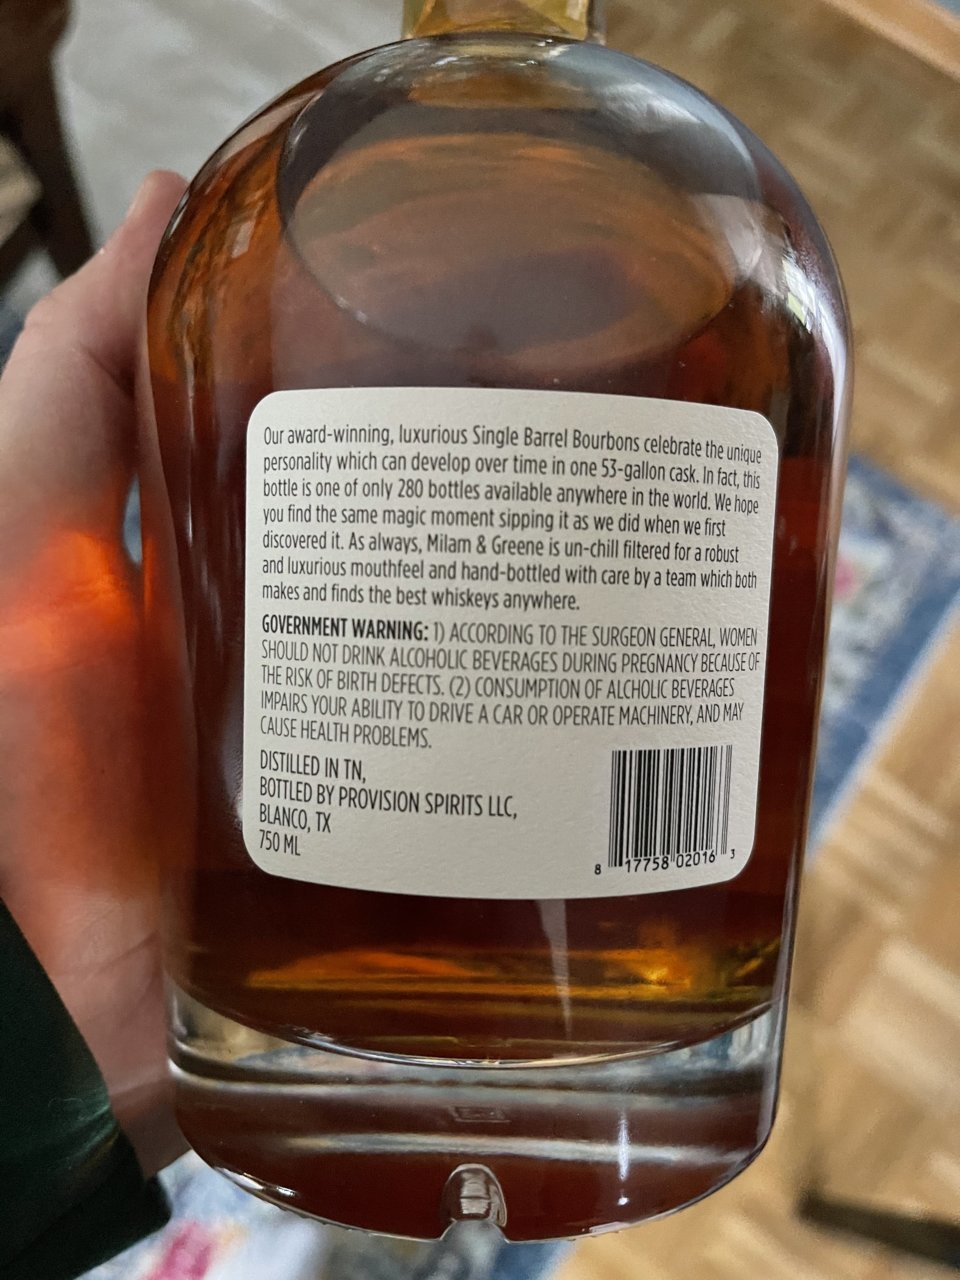 Our award-winning, luxurious Single Barrel Bourbons celebrate the unique
personality which can develop over time in one 53-gallon cask. In fact, this
bottle is one of only 280 bottles available anywhere in the world. We hope
you find the same magic moment sipping it as we did when we first
discovered it. As always, Milam & Greene is un-chill filtered for a robust
and luxurious mouthfeel and hand-bottled with care by a team which both
makes and finds the best whiskeys anywhere.
GOVERNMENT WARNING: 1) ACCORDING TO THE SURGEON GENERAL, WOMEN
SHOULD NOT DRINK ALCOHOLIC BEVERAGES DURING PREGNANCY BECAUSE OF
THE RISK OF BIRTH DEFECTS. (2) CONSUMPTION OF ALCHOLIC BEVERAGES
IMPAIRS YOUR ABILITY TO DRIVE A CAR OR OPERATE MACHINERY, AND MAY
CAUSE HEALTH PROBLEMS.
DISTILLED IN TN,
BOTTLED BY PROVISION SPIRITS LLC,
BLANCO, TX
750 ML
8 17758 02016 3